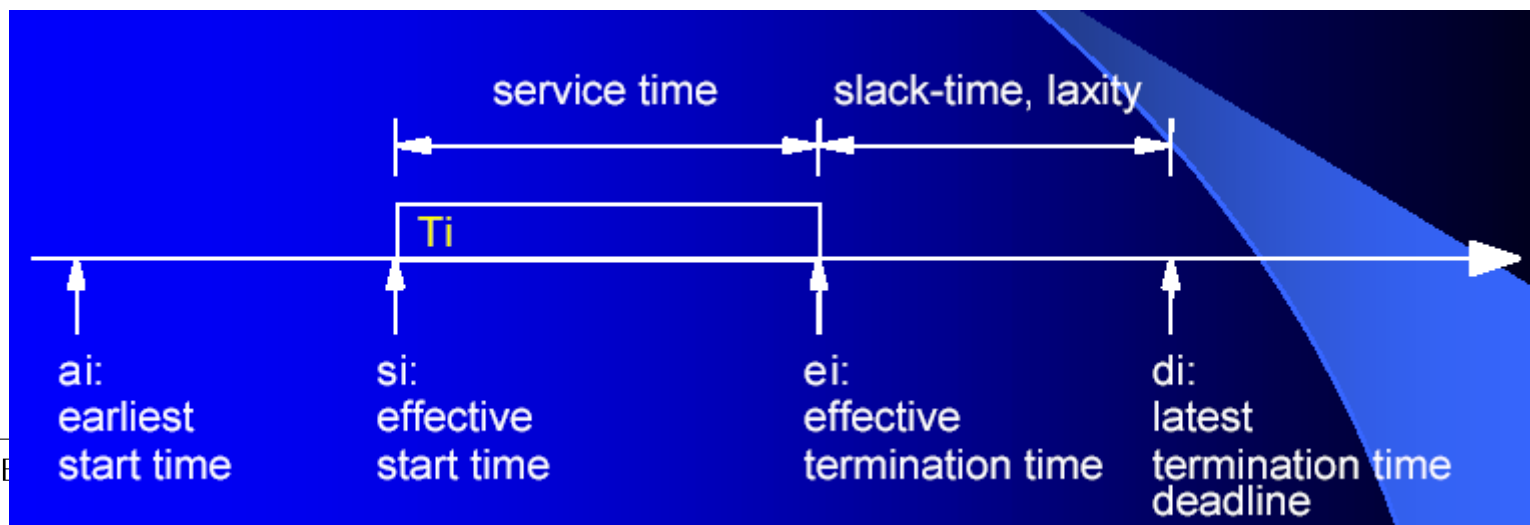 service time
slack-time, laxity
Ti
ai:
earliest
start time
si:
effective
start time
ei:
effective
termination time
di:
latest
termination time
deadline